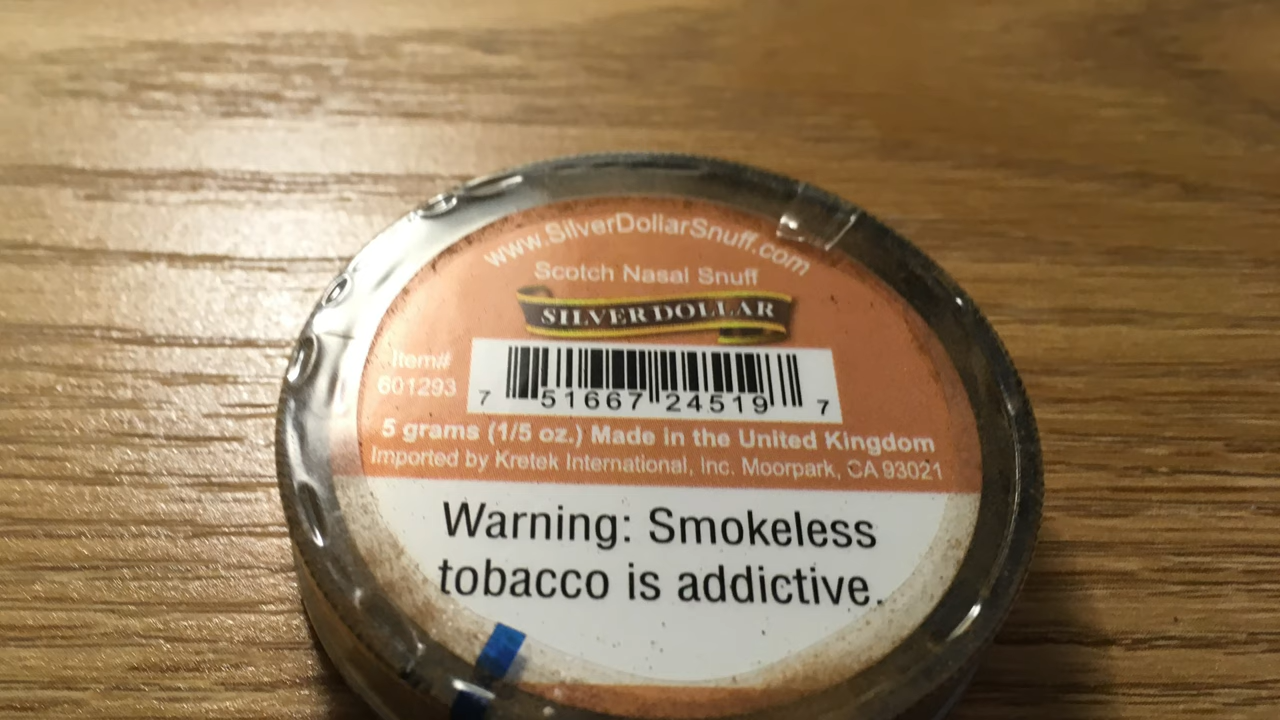 www.SilverDollarSnuff.com
Scotch Nasal Snuff
SILVER DOLLAR
Item#
601293
7 51667 24519 7
5 grams (1/5 oz.) Made in the United Kingdom
Imported by Kretek International, Inc. Moorpark, CA 93021
Warning: Smokeless
tobacco is addictive.